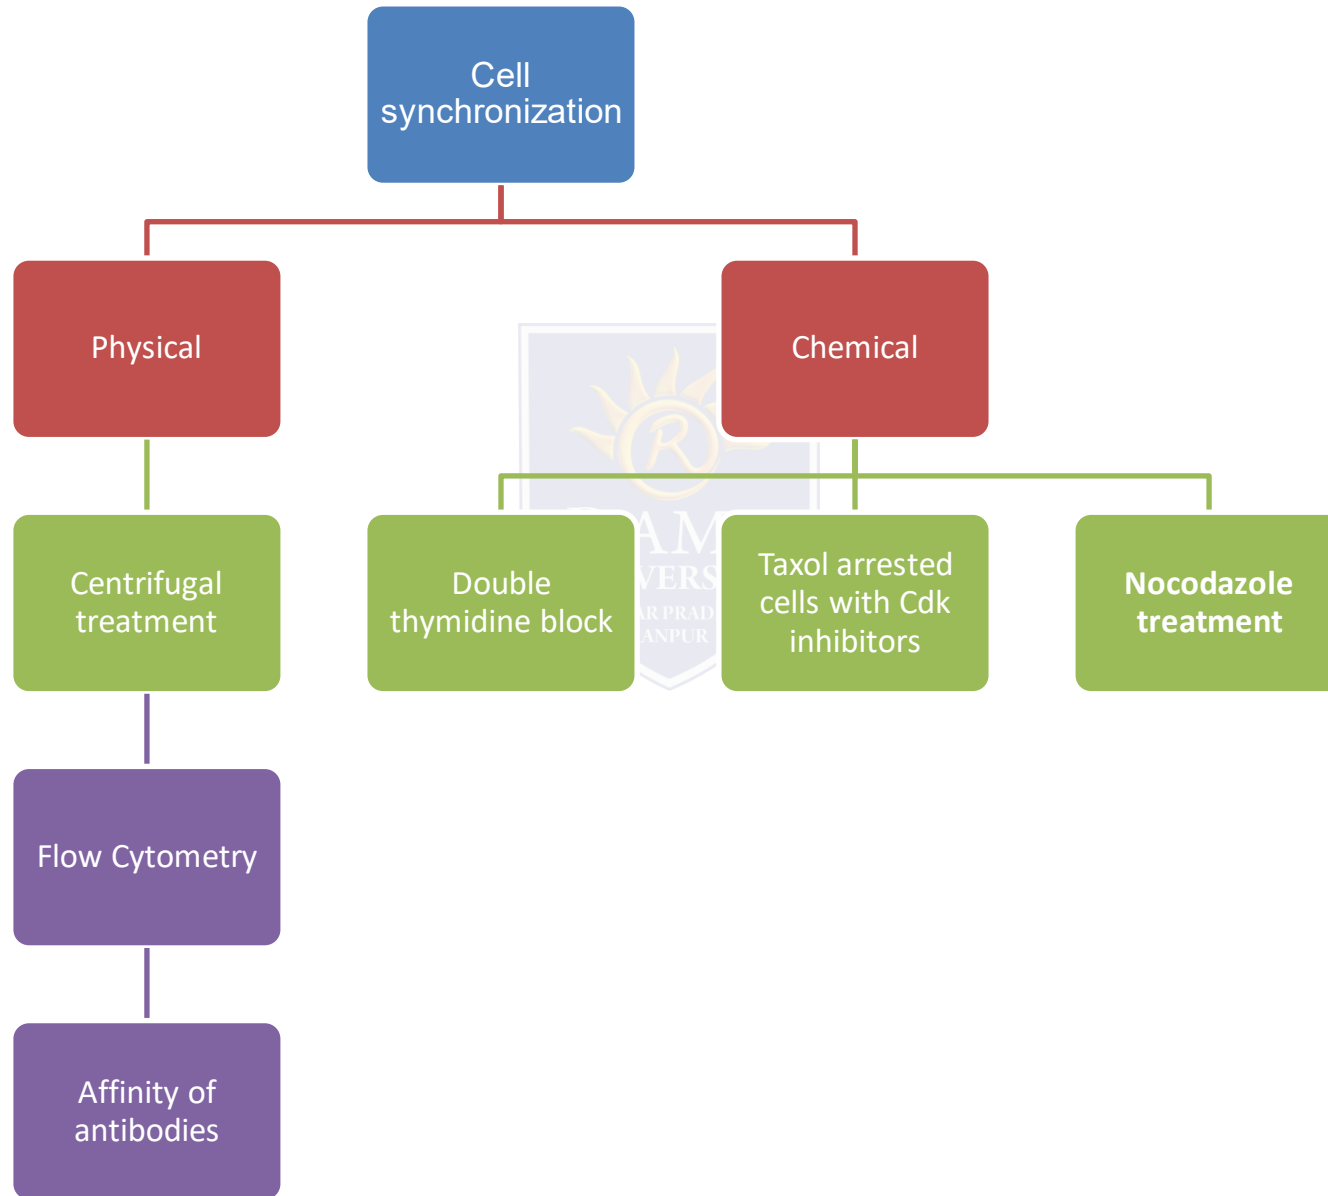 Cell
synchronization
Physical
Chemical
Centrifugal
treatment
Double
thymidine block
Taxol arrested
cells with Cdk
inhibitors
Nocodazole
treatment
Flow Cytometry
Affinity of
antibodies